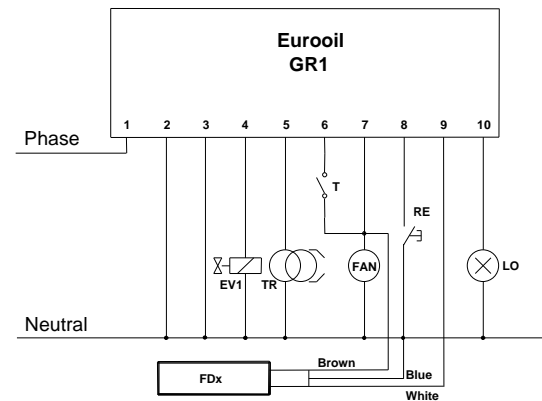 Eurooil
GR1
1 2 3 4 5 6 7 8 9 10
Phase
T
RE
EV1
TR
FAN
LO
Neutral
Brown
FDx
Blue
White